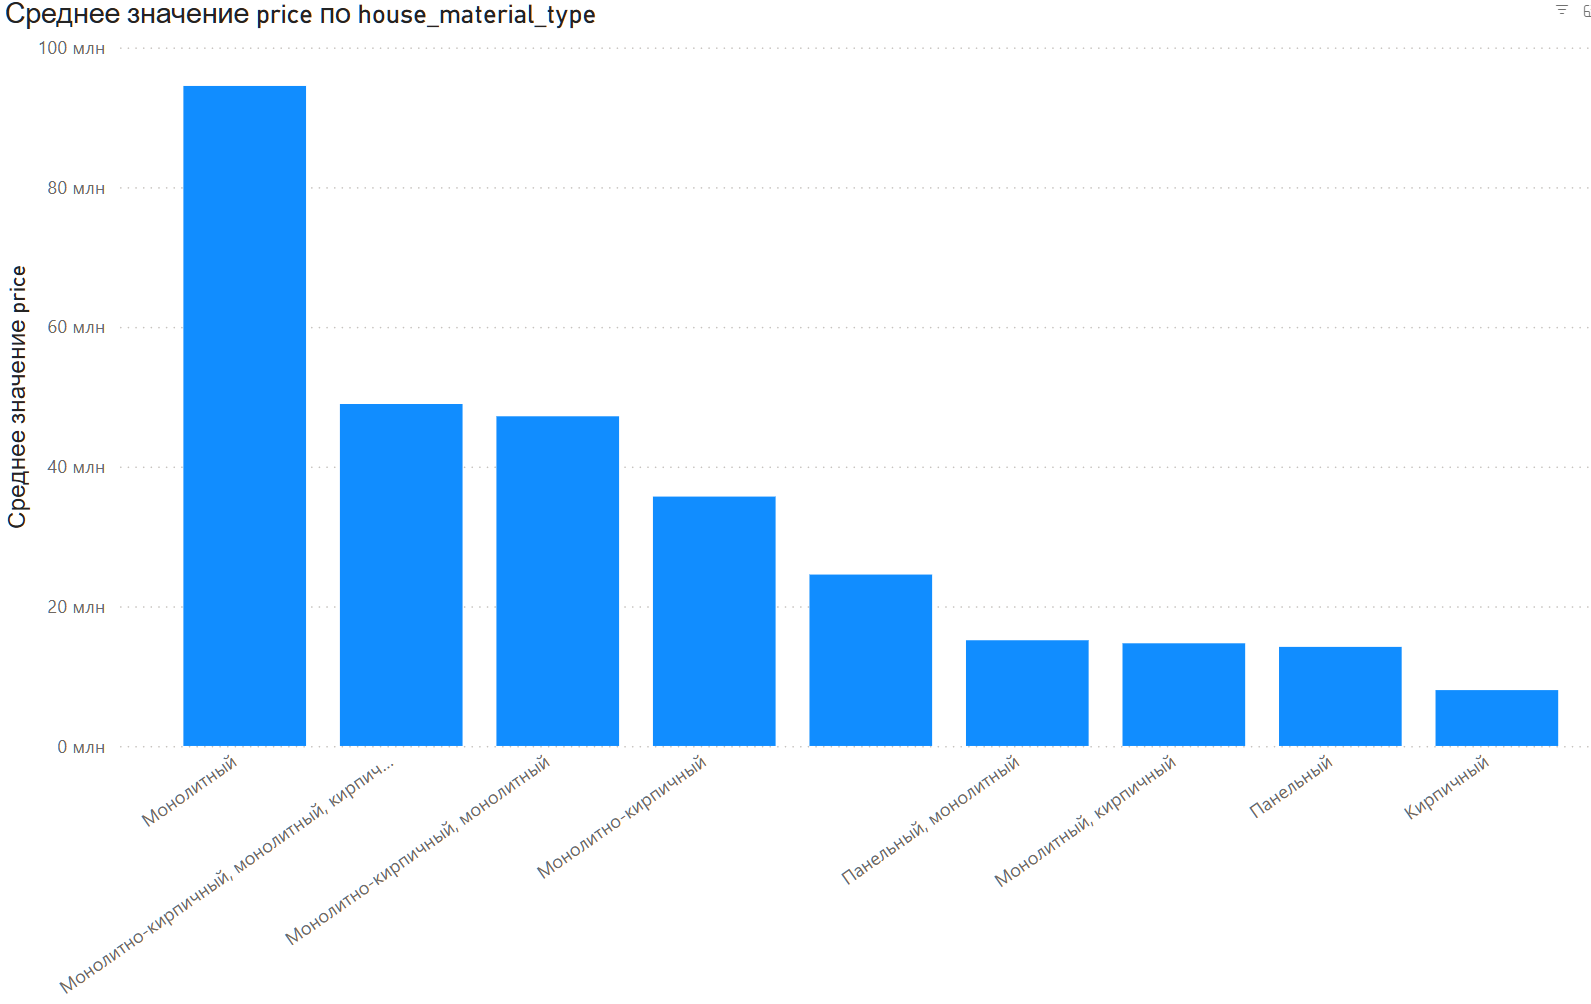 Среднее значение price по house_material_type
Среднее значение price
100 млн
80 млн
60 млн
40 млн
20 млн
0 млн
Монолитный
Монолитно-кирпичный, монолитный, кирпич...
Монолитно-кирпичный, монолитный
Монолитно-кирпичный
Панельный, монолитный
Монолитный, кирпичный
Панельный
Кирпичный